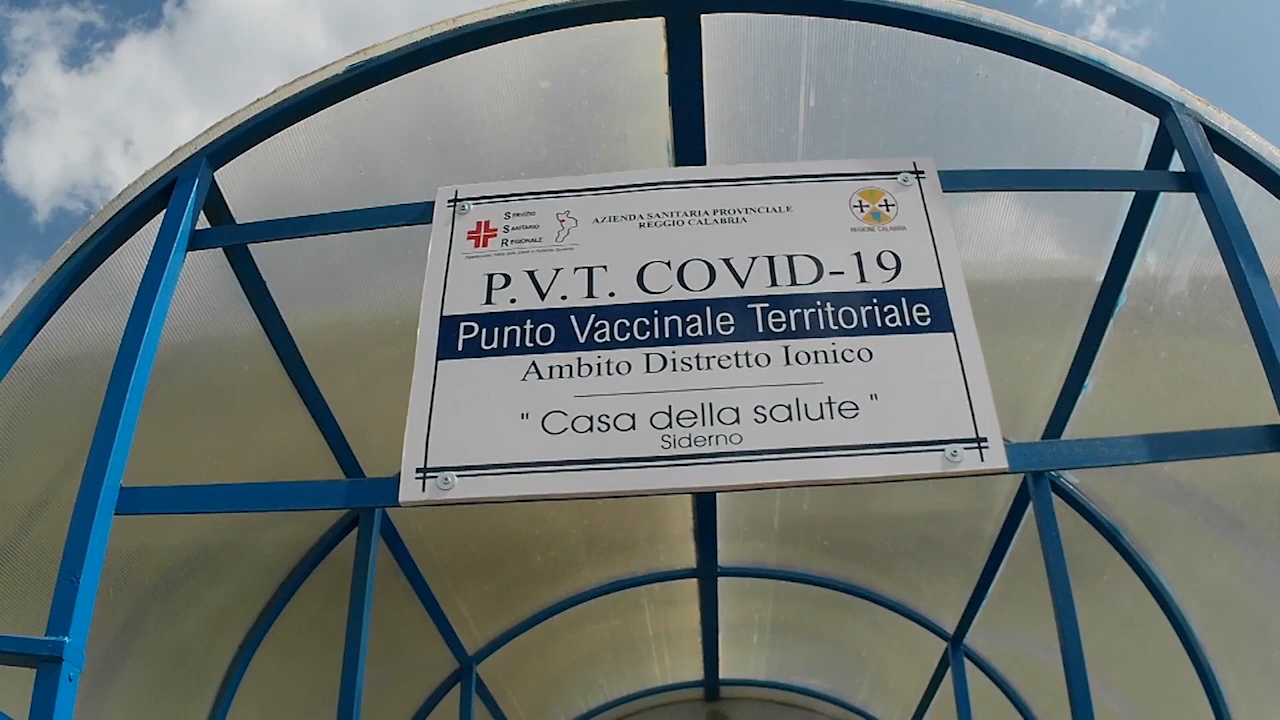 Servizio
Sanitario
Regionale
AZIENDA SANITARIA PROVINCIALE
REGGIO CALABRIA
REGIONE CALABRIA
P.V.T. COVID-19
Punto Vaccinale Territoriale
Ambito Distretto Ionico
" Casa della salute "
Siderno